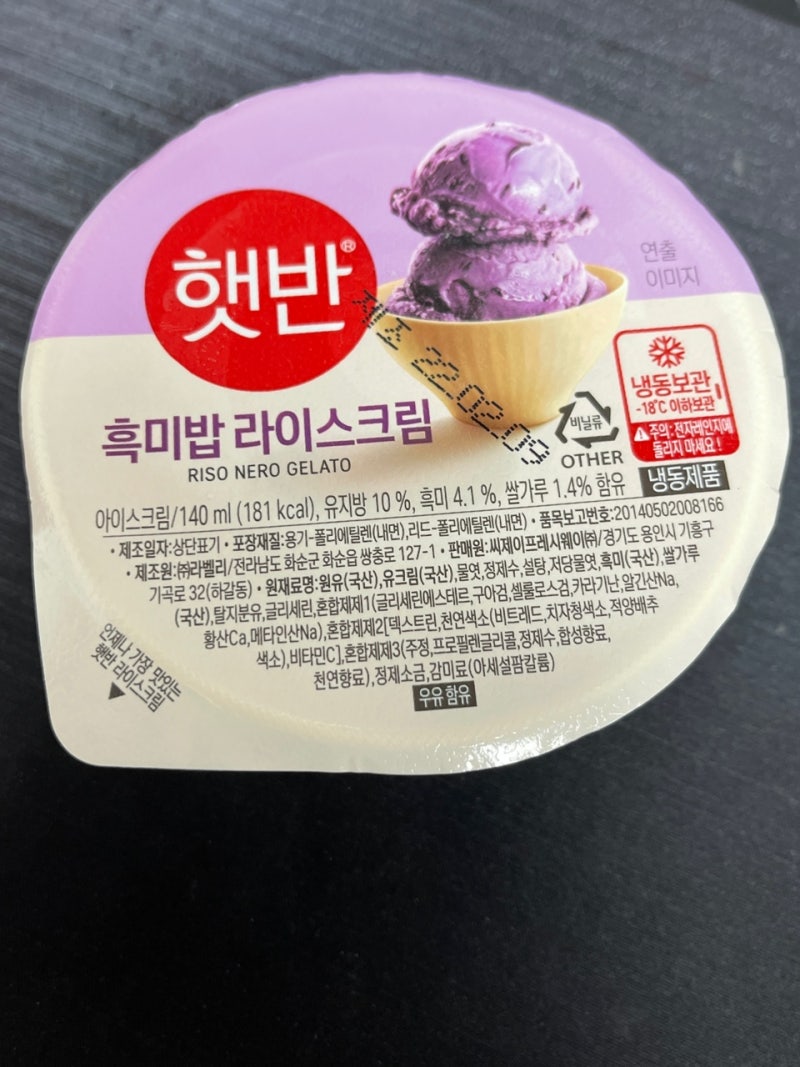 햇반®
연출
이미지
제조 22.02.03
냉동보관
-18℃ 이하보관
주의: 전자레인지에
돌리지 마세요!
흑미밥 라이스크림
RISO NERO GELATO
비닐류
OTHER
냉동제품
아이스크림/140 ml (181 kcal), 유지방 10 %, 흑미 4.1 %, 쌀가루 1.4% 함유
• 제조일자:상단표기 • 포장재질:용기-폴리에틸렌(내면),리드-폴리에틸렌(내면) • 품목보고번호:20140502008166
• 제조원:㈜라벨리/전라남도 화순군 화순읍 쌍충로 127-1 • 판매원:씨제이프레시웨이㈜/경기도 용인시 기흥구
기곡로 32(하갈동) • 원재료명:원유(국산),유크림(국산),물엿,정제수,설탕,저당물엿,흑미(국산),쌀가루
(국산),탈지분유,글리세린,혼합제제1(글리세린에스테르,구아검,셀룰로스검,카라기난,알긴산Na,
황산Ca,메타인산Na),혼합제제2[덱스트린,천연색소(비트레드,치자청색소,적양배추
색소),비타민C],혼합제제3(주정,프로필렌글리콜,정제수,합성향료,
천연향료),정제소금,감미료(아세설팜칼륨)
우유 함유
언제나 가장 맛있는
햇반 라이스크림